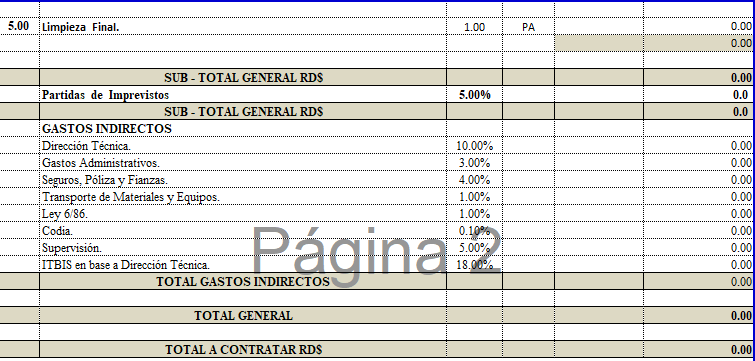 5.00 Limpieza Final. 1.00 PA 0.00
0.00
SUB - TOTAL GENERAL RD$ 0.00
Partidas de Imprevistos 5.00% 0.0
SUB - TOTAL GENERAL RD$ 0.0
GASTOS INDIRECTOS
Dirección Técnica. 10.00% 0.00
Gastos Administrativos. 3.00% 0.00
Seguros, Póliza y Fianzas. 4.00% 0.00
Transporte de Materiales y Equipos. 1.00% 0.00
Ley 6/86. 1.00% 0.00
Codia. 0.10% 0.00
Supervisión. 5.00% 0.00
Página 2
ITBIS en base a Dirección Técnica. 18.00% 0.00
TOTAL GASTOS INDIRECTOS 0.00
TOTAL GENERAL 0.00
TOTAL A CONTRATAR RD$ 0.00